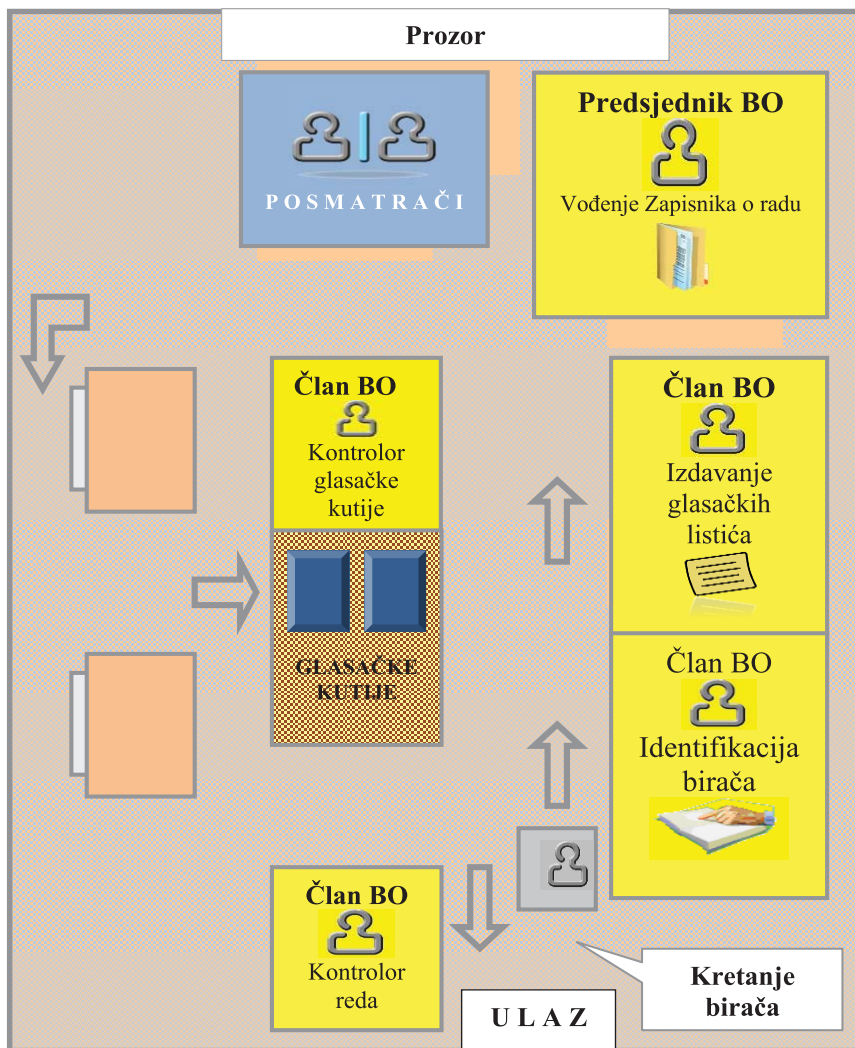 Prozor
POSMATRAČI
Predsjednik BO
Vođenje Zapisnika o radu
Član BO
Kontrolor
glasačke
kutije
GLASAČKE
KUTIJE
Član BO
Izdavanje
glasačkih
listića
Član BO
Identifikacija
birača
Član BO
Kontrolor
reda
ULAZ
Kretanje
birača